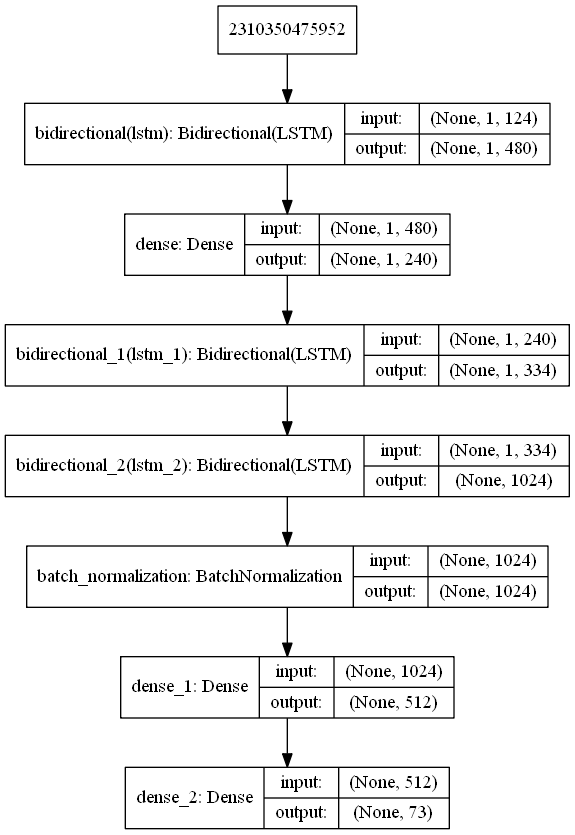 2310350475952
bidirectional(lstm): Bidirectional(LSTM)
input: (None, 1, 124)
output: (None, 1, 480)
dense: Dense
input: (None, 1, 480)
output: (None, 1, 240)
bidirectional_1(lstm_1): Bidirectional(LSTM)
input: (None, 1, 240)
output: (None, 1, 334)
bidirectional_2(lstm_2): Bidirectional(LSTM)
input: (None, 1, 334)
output: (None, 1024)
batch_normalization: BatchNormalization
input: (None, 1024)
output: (None, 1024)
dense_1: Dense
input: (None, 1024)
output: (None, 512)
dense_2: Dense
input: (None, 512)
output: (None, 73)